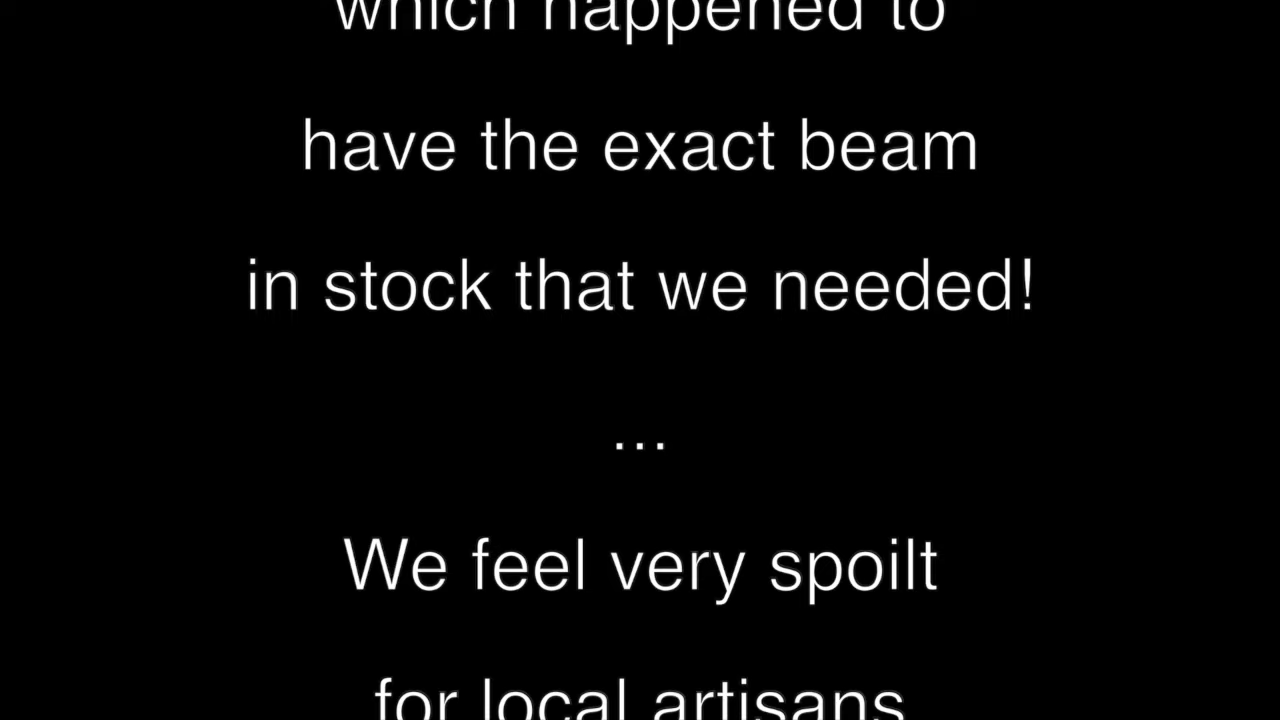 which happened to
have the exact beam
in stock that we needed!
...
We feel very spoilt
for local artisans